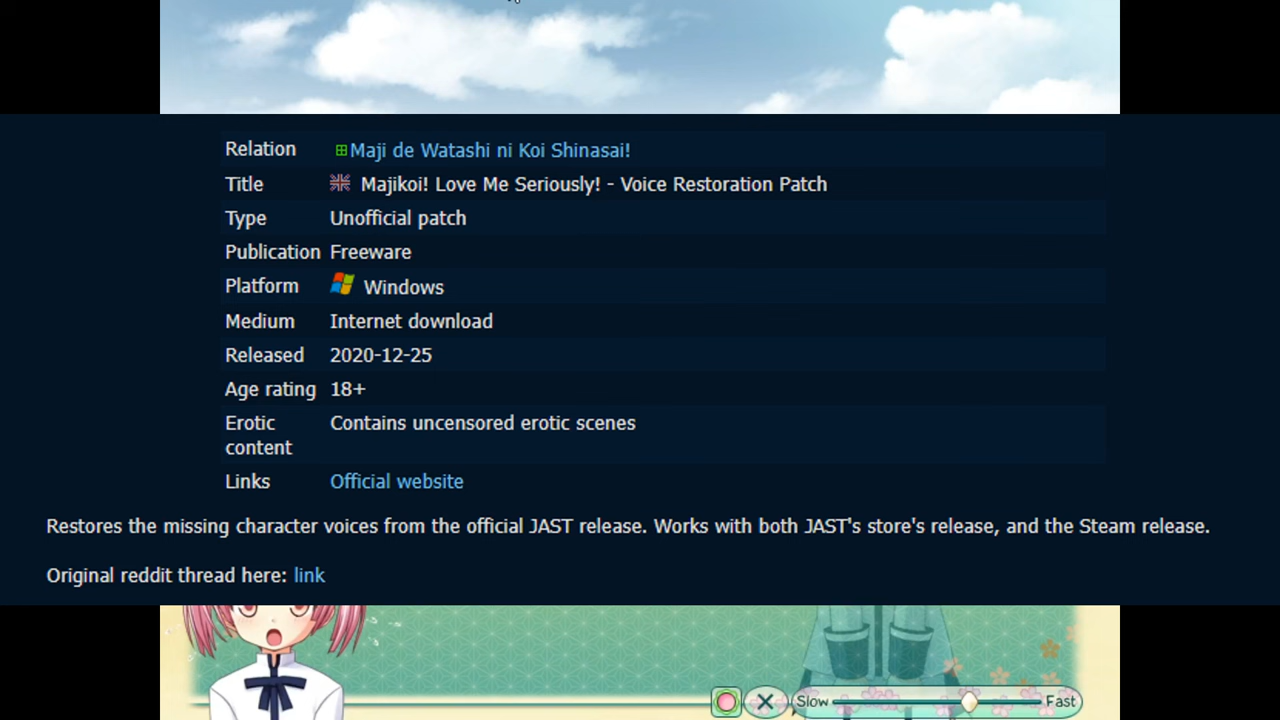 Relation Maji de Watashi ni Koi Shinasai!
Title Majikoi! Love Me Seriously! - Voice Restoration Patch
Type Unofficial patch
Publication Freeware
Platform Windows
Medium Internet download
Released 2020-12-25
Age rating 18+
Erotic content Contains uncensored erotic scenes
Links Official website
Restores the missing character voices from the official JAST release. Works with both JAST's store's release, and the Steam release.
Original reddit thread here: link
Slow Fast